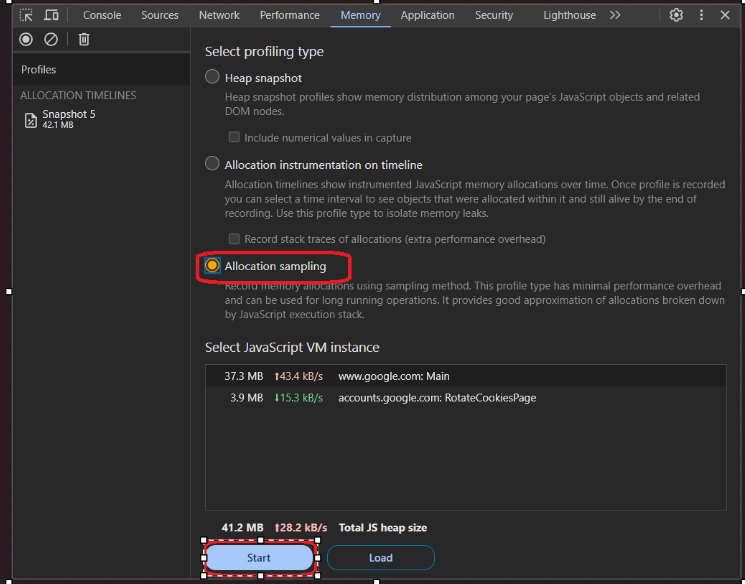 Console Sources Network Performance Memory Application Security Lighthouse
Profiles
ALLOCATION TIMELINES
Snapshot 5
42.1 MB
Select profiling type
Heap snapshot
Heap snapshot profiles show memory distribution among your page's JavaScript objects and related
DOM nodes.
Include numerical values in capture
Allocation instrumentation on timeline
Allocation timelines show instrumented JavaScript memory allocations over time. Once profile is recorded
you can select a time interval to see objects that were allocated within it and still alive by the end of
recording. Use this profile type to isolate memory leaks.
Record stack traces of allocations (extra performance overhead)
Allocation sampling
Record memory allocations using sampling method. This profile type has minimal performance overhead
and can be used for long running operations. It provides good approximation of allocations broken down
by JavaScript execution stack.
Select JavaScript VM instance
37.3 MB ↑43.4 kB/s www.google.com: Main
3.9 MB ↓15.3 kB/s accounts.google.com: RotateCookiesPage
41.2 MB ↑28.2 kB/s Total JS heap size
Start Load